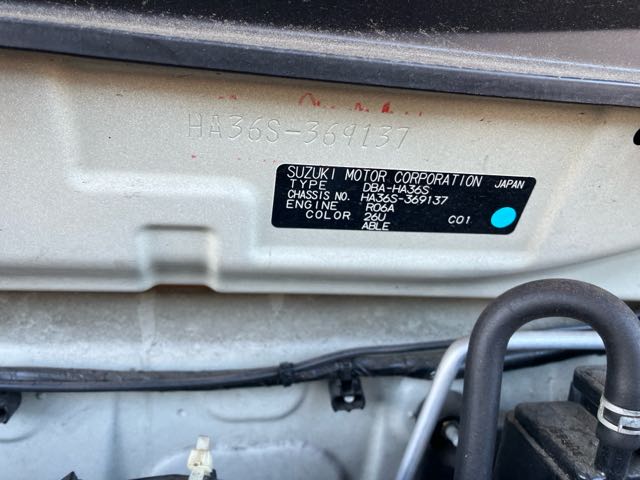 HA36S-369137
SUZUKI MOTOR CORPORATION JAPAN
TYPE DBA-HA36S
CHASSIS NO. HA36S-369137
ENGINE R06A
COLOR 26U C01
ABLE